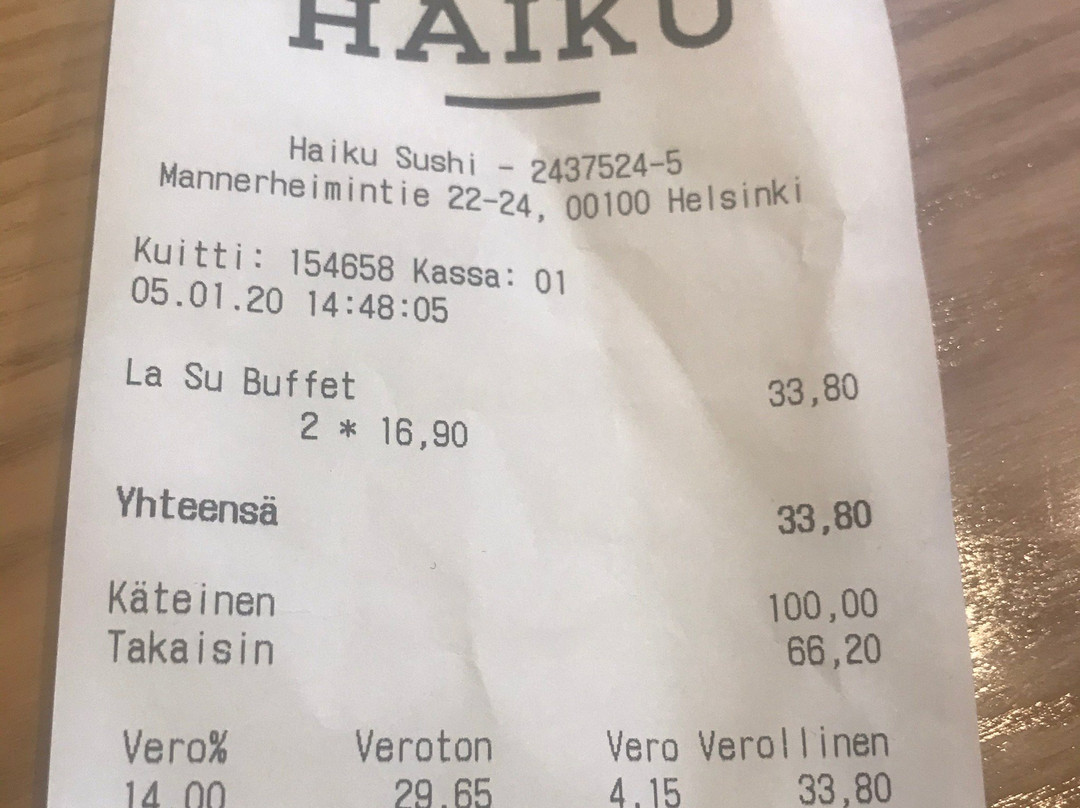 HAIKU
Haiku Sushi - 2437524-5
Mannerheimintie 22-24, 00100 Helsinki
Kuitti: 154658 Kassa: 01
05.01.20 14:48:05
La Su Buffet 33,80
2 * 16,90
Yhteensä 33,80
Käteinen 100,00
Takaisin 66,20
Vero% Veroton Vero Verollinen
14,00 29,65 4,15 33,80